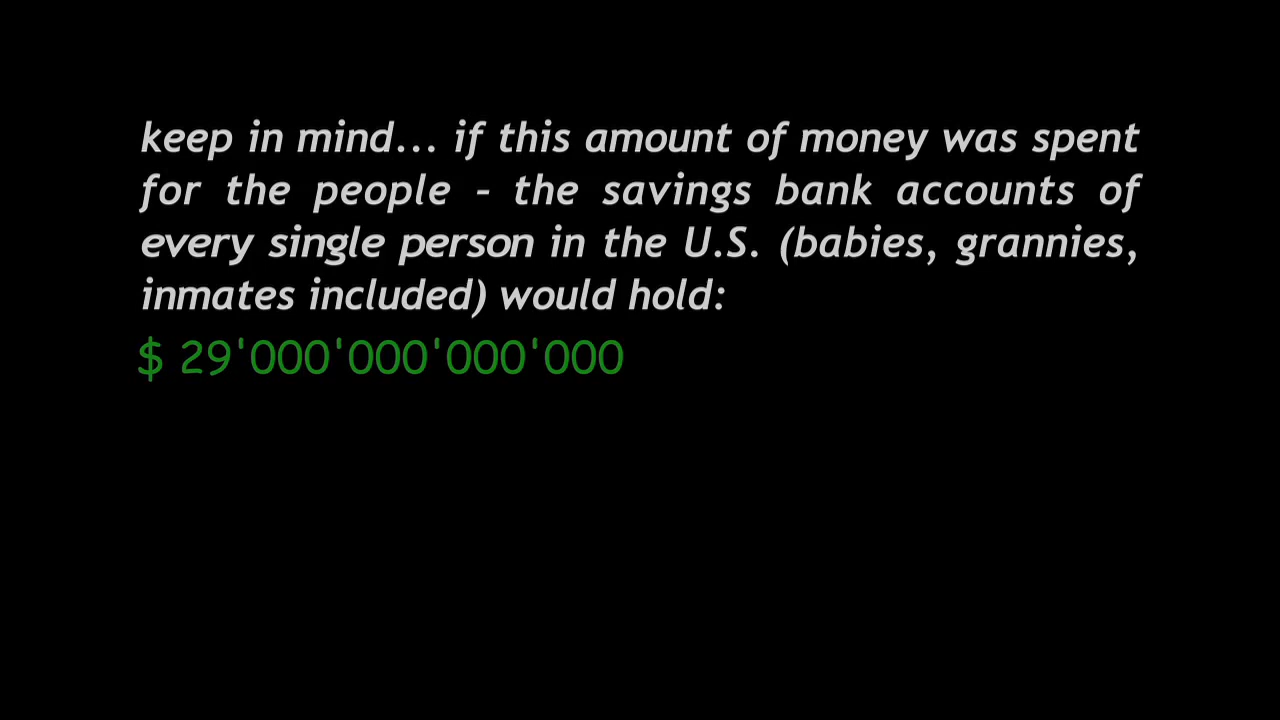 keep in mind... if this amount of money was spent
for the people – the savings bank accounts of
every single person in the U.S. (babies, grannies,
inmates included) would hold:
$ 29'000'000'000'000